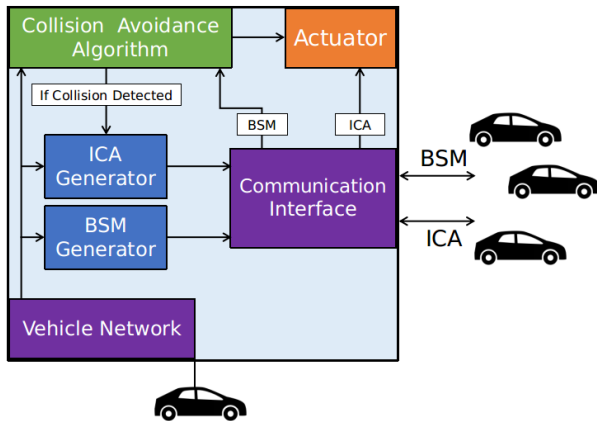 Collision Avoidance
Algorithm
Actuator
If Collision Detected
BSM
ICA
ICA
Generator
Communication
Interface
BSM
BSM
Generator
ICA
Vehicle Network